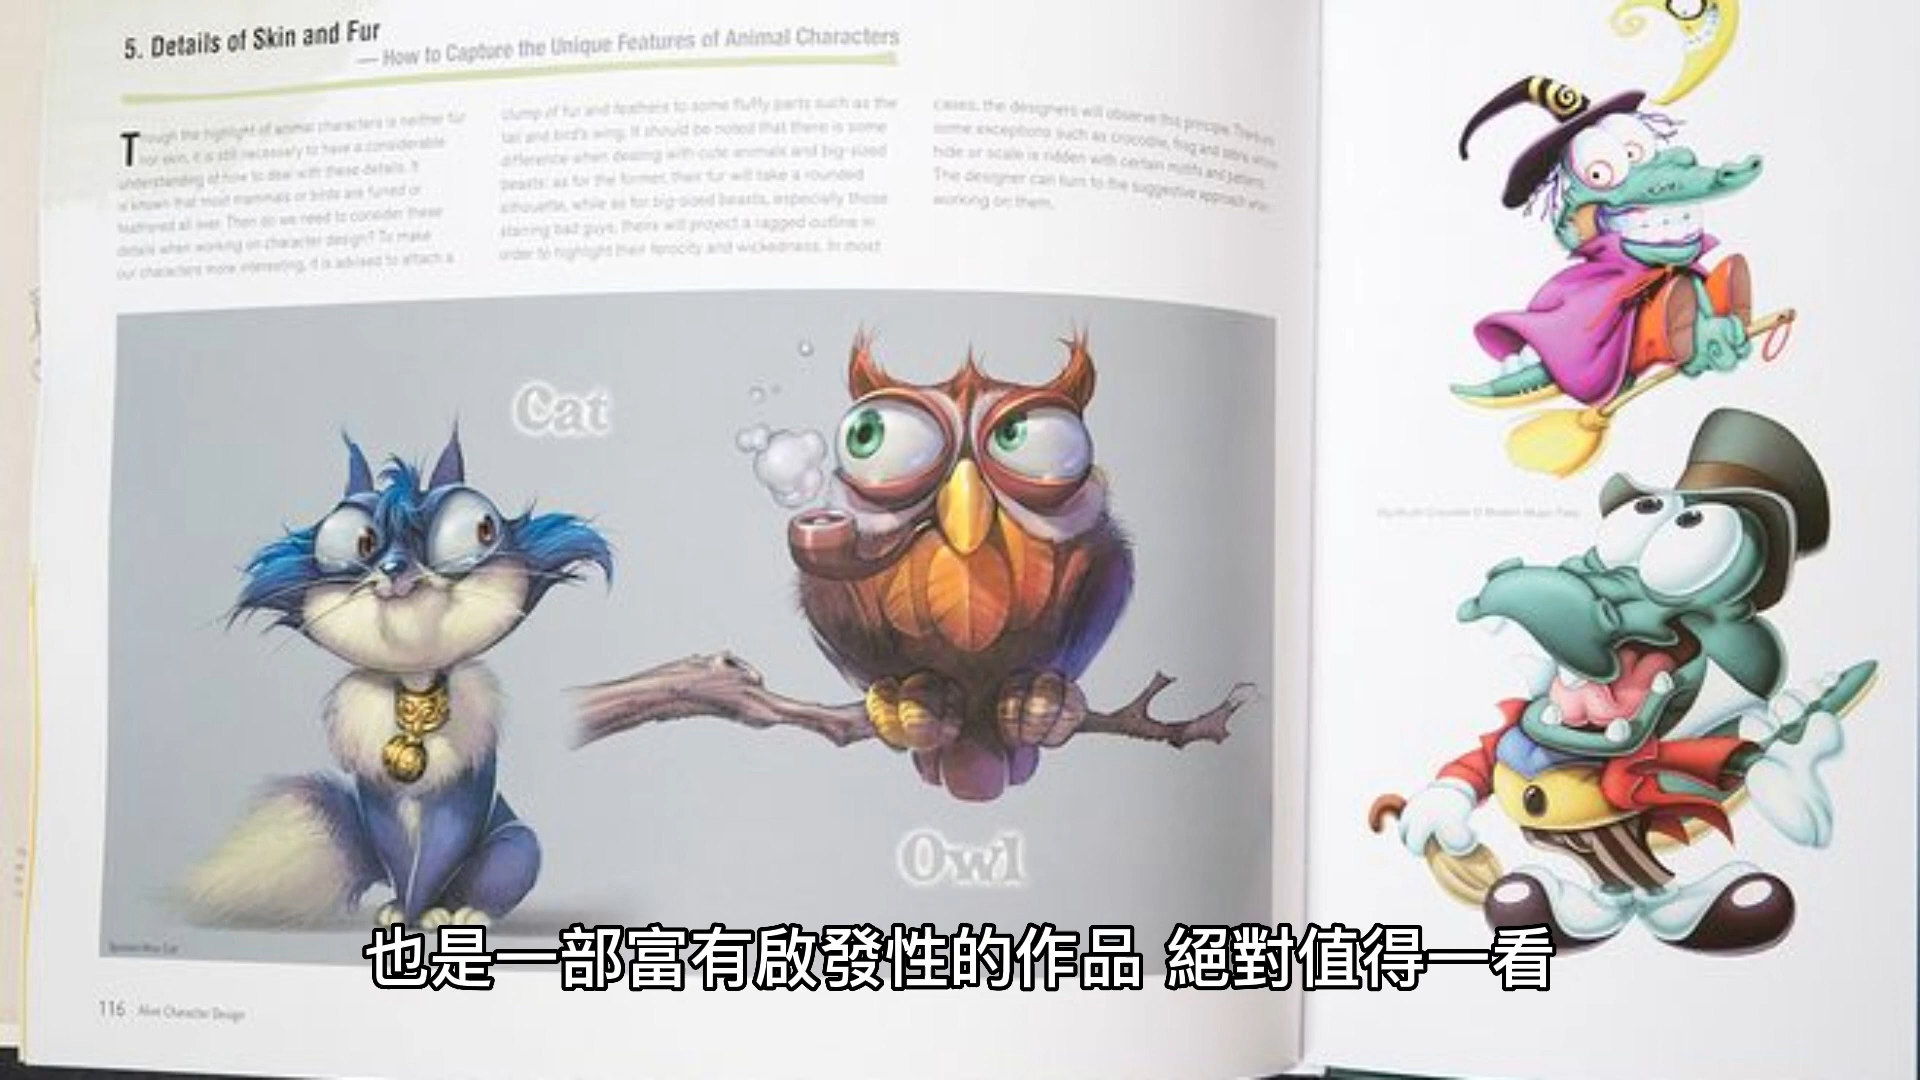 5. Details of Skin and Fur
— How to Capture the Unique Features of Animal Characters
Though the highlight of animal characters is neither fur
nor skin, it is still necessary to have a considerable
understanding of how to deal with these details. It
is known that most mammals or birds are furred or
feathered all over. Then do we need to consider these
details when working on character design? To make
our characters more interesting, it is advised to attach a
clump of fur and feathers to some fluffy parts such as the
tail and bird's wing. It should be noted that there is some
difference when dealing with cute animals and big-sized
beasts: as for the former, their fur will take a rounded
silhouette, while as for big-sized beasts, especially those
starring bad guys, theirs will project a ragged outline in
order to highlight their ferocity and wickedness. In most
cases, the designers will observe this principle. There are
some exceptions such as crocodile, frog and zebra whose
hide or scale is ridden with certain motifs and patterns.
The designer can turn to the suggestive approach when
working on them.
Cat
Owl
116 Alive Character Design
也是一部富有啟發性的作品 絕對值得一看